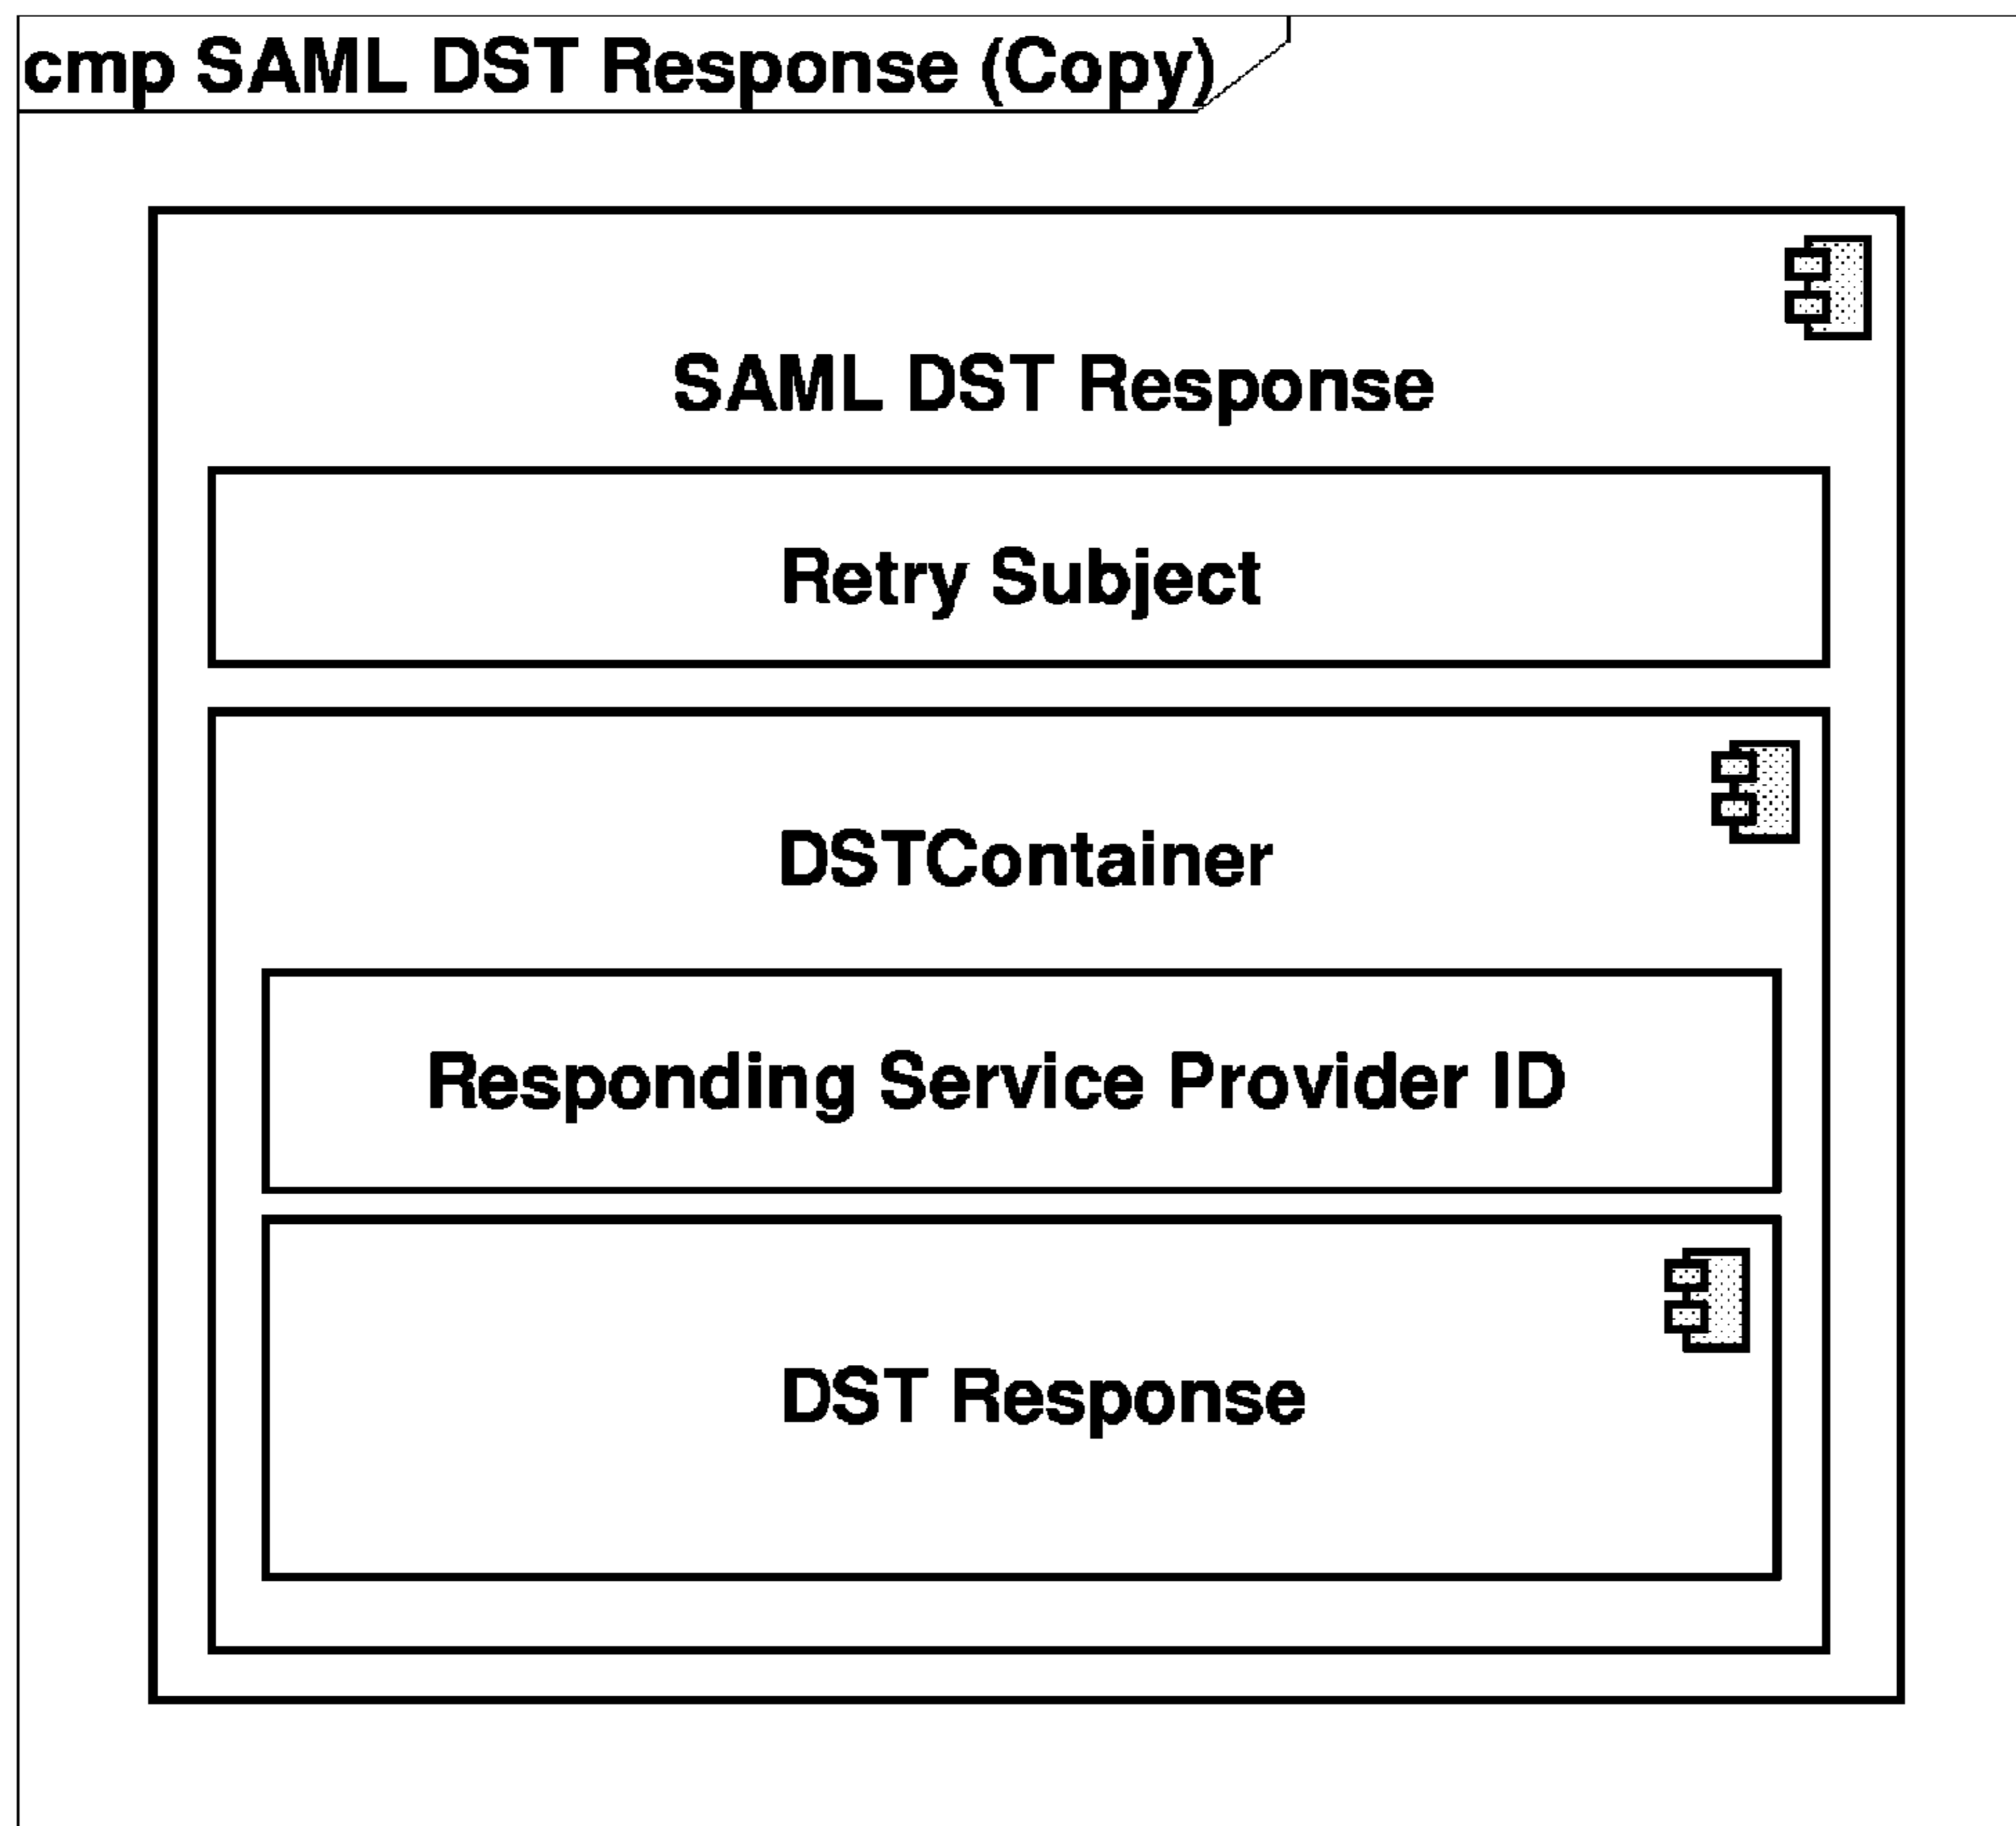 cmp SAML DST Response (Copy)
SAML DST Response
Retry Subject
DSTContainer
Responding Service Provider ID
DST Response